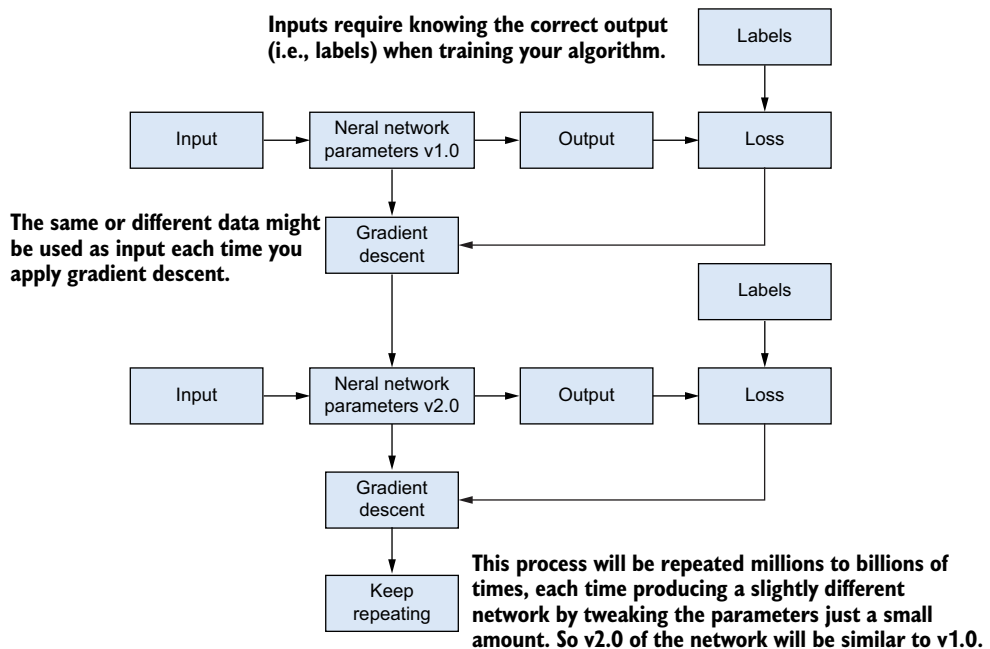 Inputs require knowing the correct output
(i.e., labels) when training your algorithm.
Labels
Input
Neral network
parameters v1.0
Output
Loss
The same or different data might
be used as input each time you
apply gradient descent.
Gradient
descent
Labels
Input
Neral network
parameters v2.0
Output
Loss
Gradient
descent
Keep
repeating
This process will be repeated millions to billions of
times, each time producing a slightly different
network by tweaking the parameters just a small
amount. So v2.0 of the network will be similar to v1.0.